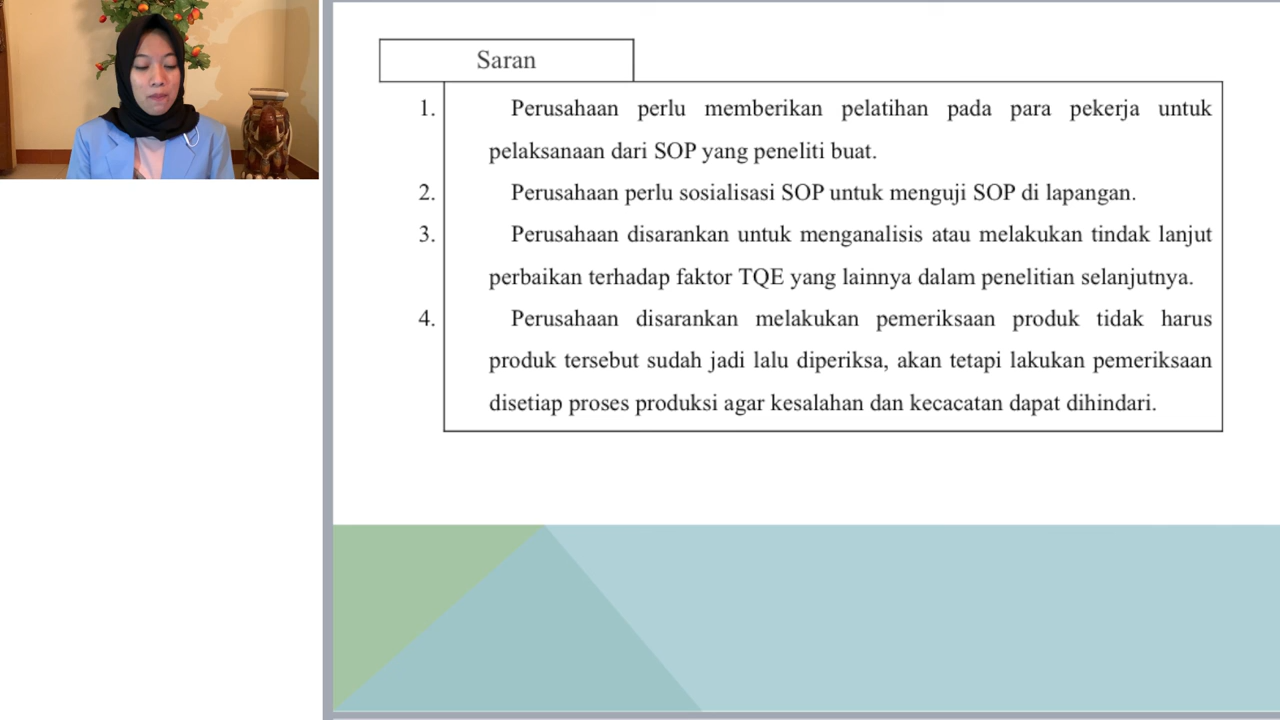 Saran
1. Perusahaan perlu memberikan pelatihan pada para pekerja untuk
pelaksanaan dari SOP yang peneliti buat.
2. Perusahaan perlu sosialisasi SOP untuk menguji SOP di lapangan.
3. Perusahaan disarankan untuk menganalisis atau melakukan tindak lanjut
perbaikan terhadap faktor TQE yang lainnya dalam penelitian selanjutnya.
4. Perusahaan disarankan melakukan pemeriksaan produk tidak harus
produk tersebut sudah jadi lalu diperiksa, akan tetapi lakukan pemeriksaan
disetiap proses produksi agar kesalahan dan kecacatan dapat dihindari.